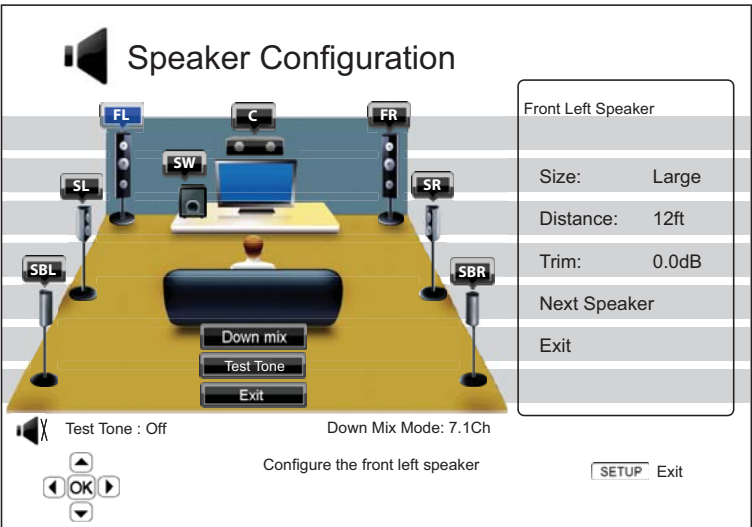 Speaker Configuration
FL
C
FR
SW
SL
SR
SBL
SBR
Down mix
Test Tone
Exit
Front Left Speaker
Size: Large
Distance: 12ft
Trim: 0.0dB
Next Speaker
Exit
Test Tone : Off
Down Mix Mode: 7.1Ch
OK
Configure the front left speaker
SETUP Exit